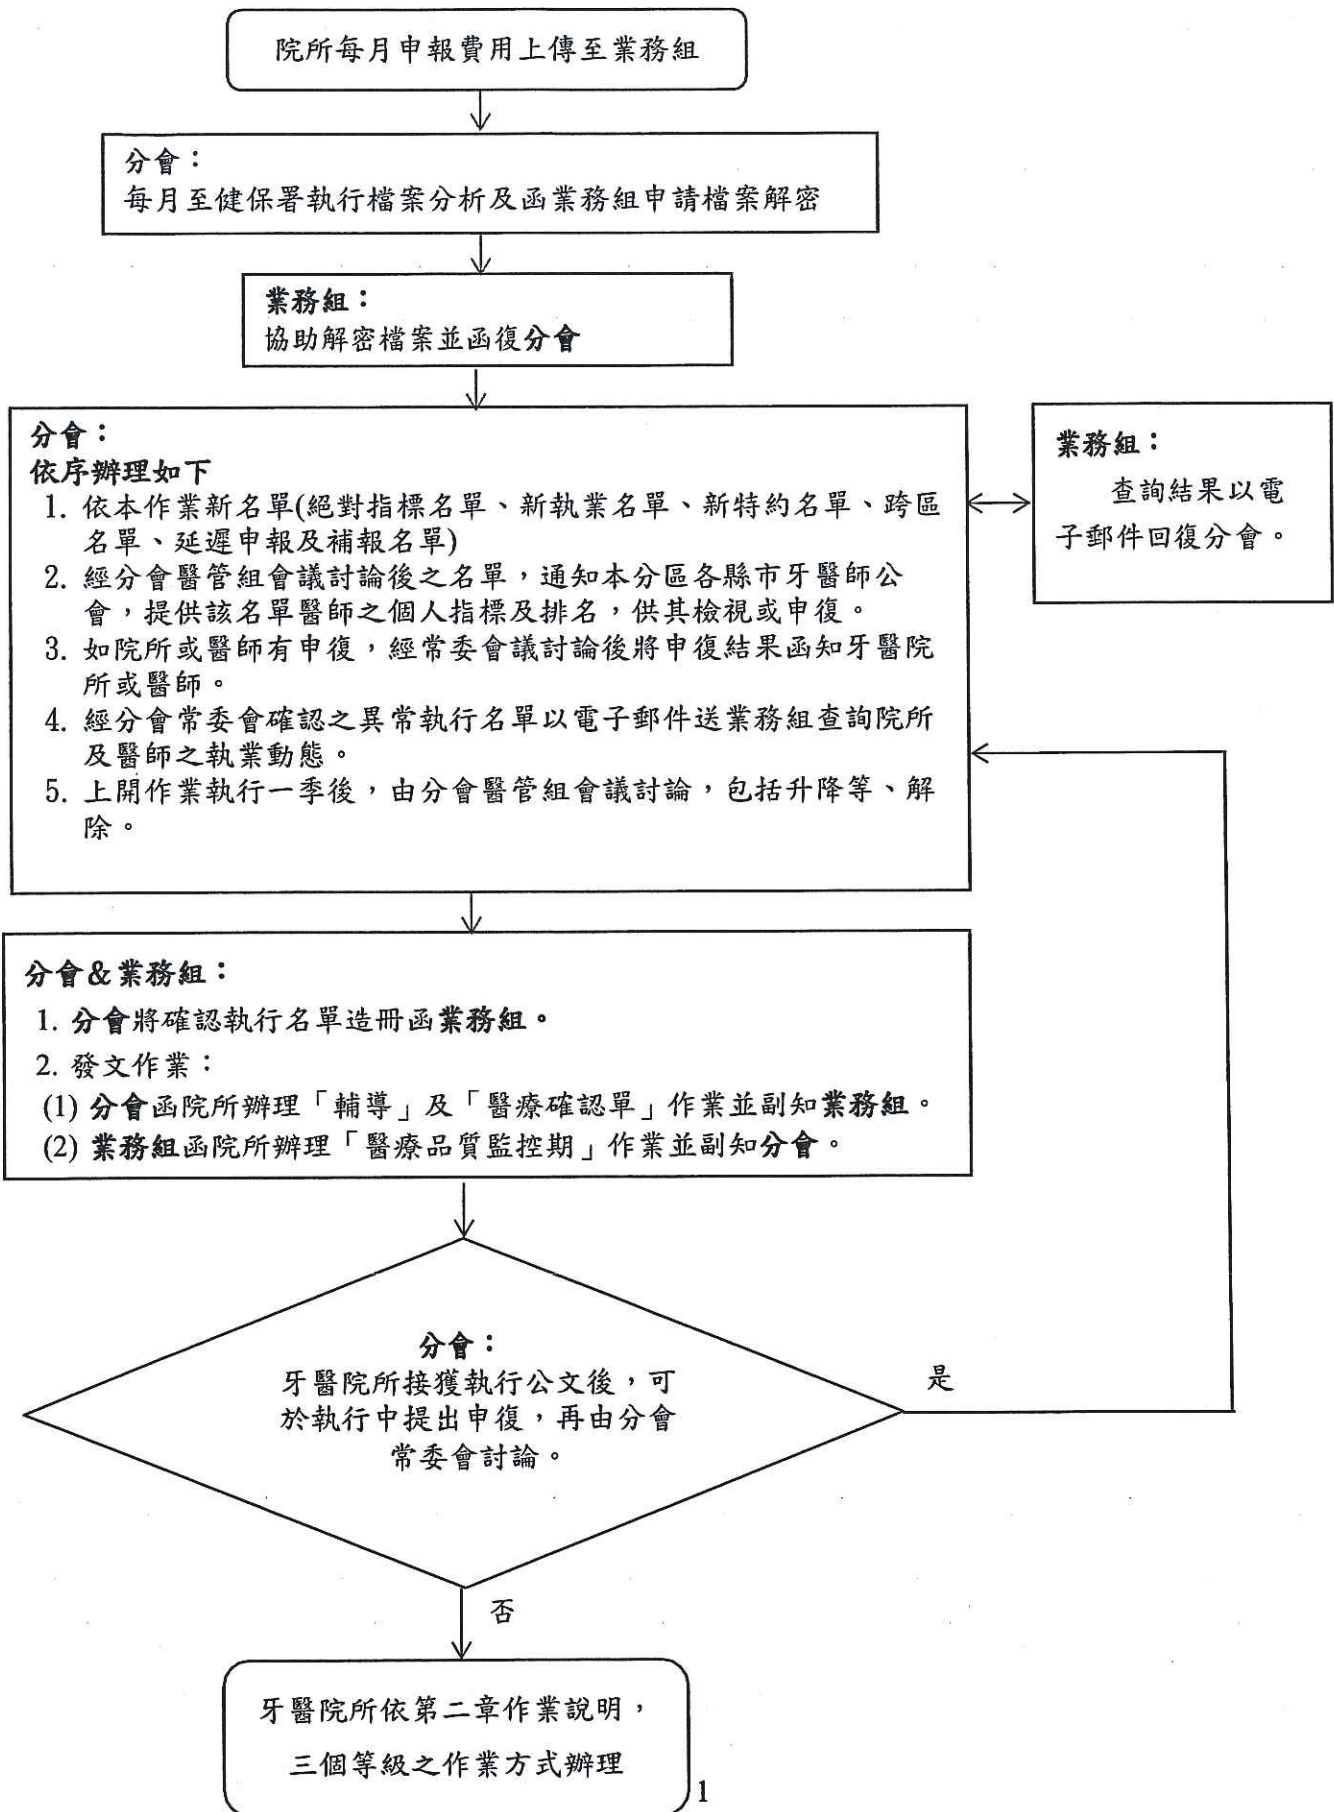 院所每月申報費用上傳至業務組
分會：
每月至健保署執行檔案分析及函業務組申請檔案解密
業務組：
協助解密檔案並函復分會
分會：
依序辦理如下
1. 依本作業新名單(絕對指標名單、新執業名單、新特約名單、跨區
名單、延遲申報及補報名單)
2. 經分會醫管組會議討論後之名單，通知本分區各縣市牙醫師公
會，提供該名單醫師之個人指標及排名，供其檢視或申復。
3. 如院所或醫師有申復，經常委會議討論後將申復結果函知牙醫院
所或醫師。
4. 經分會常委會確認之異常執行名單以電子郵件送業務組查詢院所
及醫師之執業動態。
5. 上開作業執行一季後，由分會醫管組會議討論，包括升降等、解
除。
業務組：
查詢結果以電
子郵件回復分會。
分會&業務組：
1. 分會將確認執行名單造冊函業務組。
2. 發文作業：
(1) 分會函院所辦理「輔導」及「醫療確認單」作業並副知業務組。
(2) 業務組函院所辦理「醫療品質監控期」作業並副知分會。
分會：
牙醫院所接獲執行公文後，可
於執行中提出申復，再由分會
常委會討論。
是
否
牙醫院所依第二章作業說明，
三個等級之作業方式辦理
1